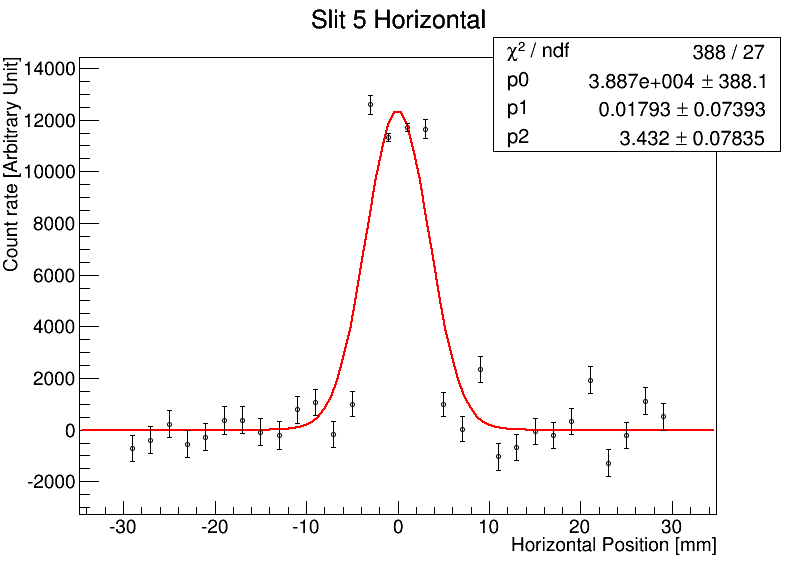 Slit 5 Horizontal
χ² / ndf 388 / 27
p0 3.887e+004 ± 388.1
p1 0.01793 ± 0.07393
p2 3.432 ± 0.07835
Count rate [Arbitrary Unit]
14000
12000
10000
8000
6000
4000
2000
0
-2000
-30 -20 -10 0 10 20 30
Horizontal Position [mm]